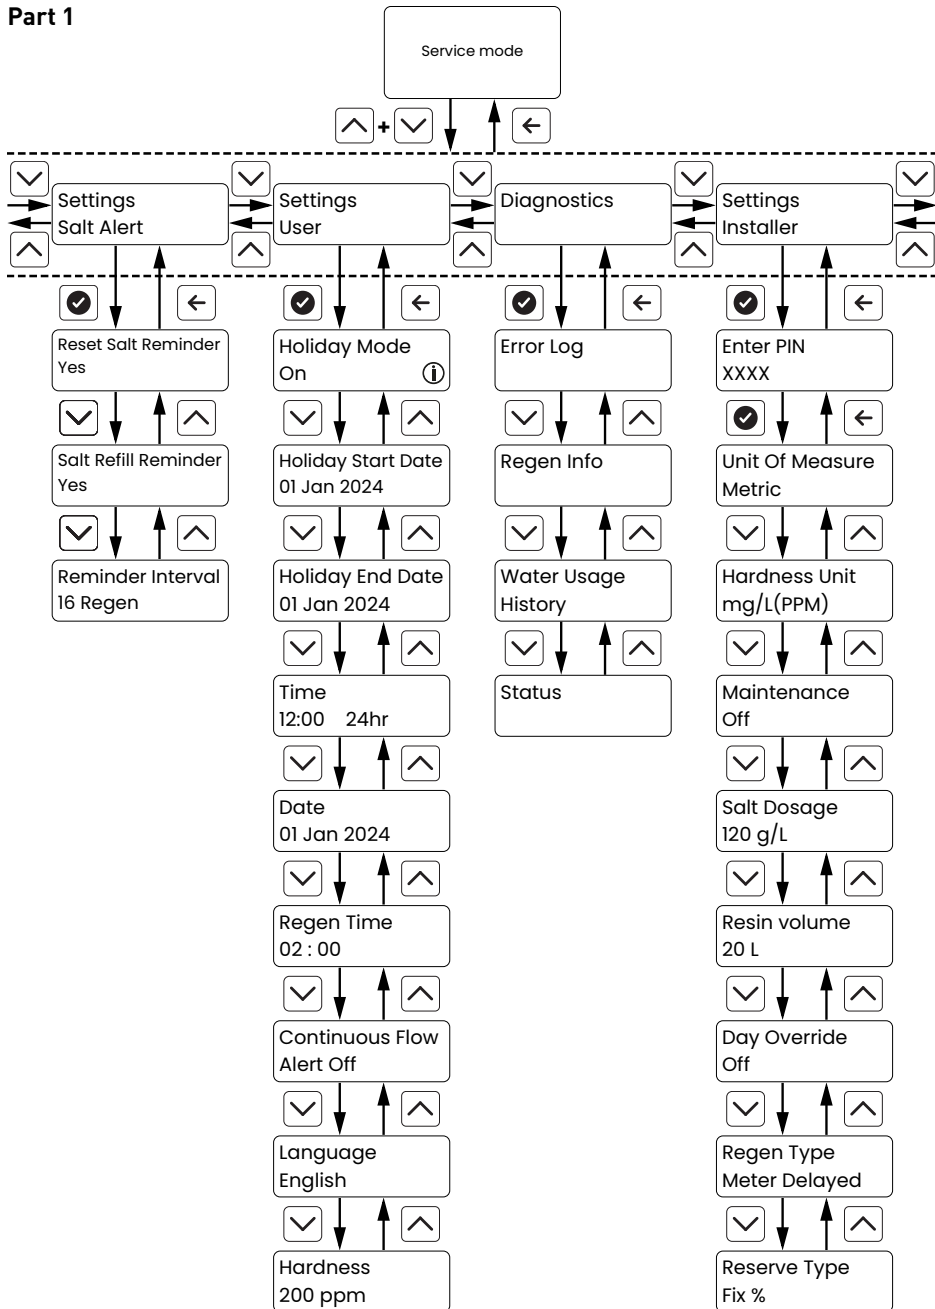 Part 1
Service mode
+
Settings
Salt Alert
Settings
User
Diagnostics
Settings
Installer
Reset Salt Reminder
Yes
Salt Refill Reminder
Yes
Reminder Interval
16 Regen
Holiday Mode
On i
Holiday Start Date
01 Jan 2024
Holiday End Date
01 Jan 2024
Time
12:00 24hr
Date
01 Jan 2024
Regen Time
02 : 00
Continuous Flow
Alert Off
Language
English
Hardness
200 ppm
Error Log
Regen Info
Water Usage
History
Status
Enter PIN
XXXX
Unit Of Measure
Metric
Hardness Unit
mg/L(PPM)
Maintenance
Off
Salt Dosage
120 g/L
Resin volume
20 L
Day Override
Off
Regen Type
Meter Delayed
Reserve Type
Fix %